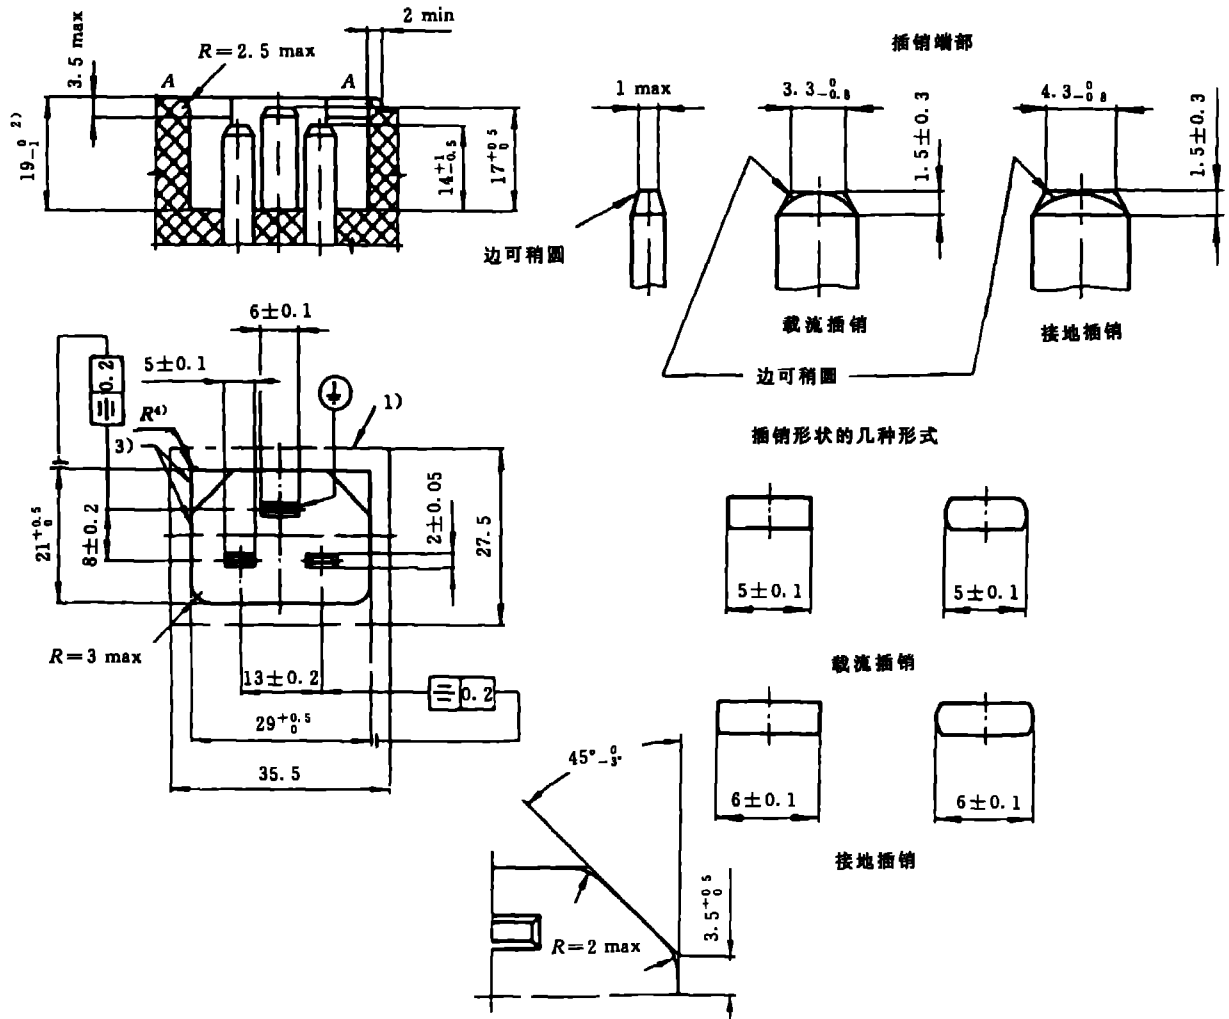 2 min
3.5 max
R=2.5 max
A
A
19 0 -1 2)
14 +1 -0.5
17 +0.5 0
插销端部
1 max
3.3 0 -0.8
1.5±0.3
4.3 0 -0.8
1.5±0.3
边可稍圆
载流插销
接地插销
边可稍圆
6±0.1
0.2
5±0.1
1)
R4)
3)
21 +0.5 0
8±0.2
2±0.05
27.5
R=3 max
13±0.2
0.2
29 +0.5 0
35.5
插销形状的几种形式
5±0.1
5±0.1
载流插销
6±0.1
6±0.1
接地插销
45° 0 -3°
R=2 max
3.5 +0.5 0